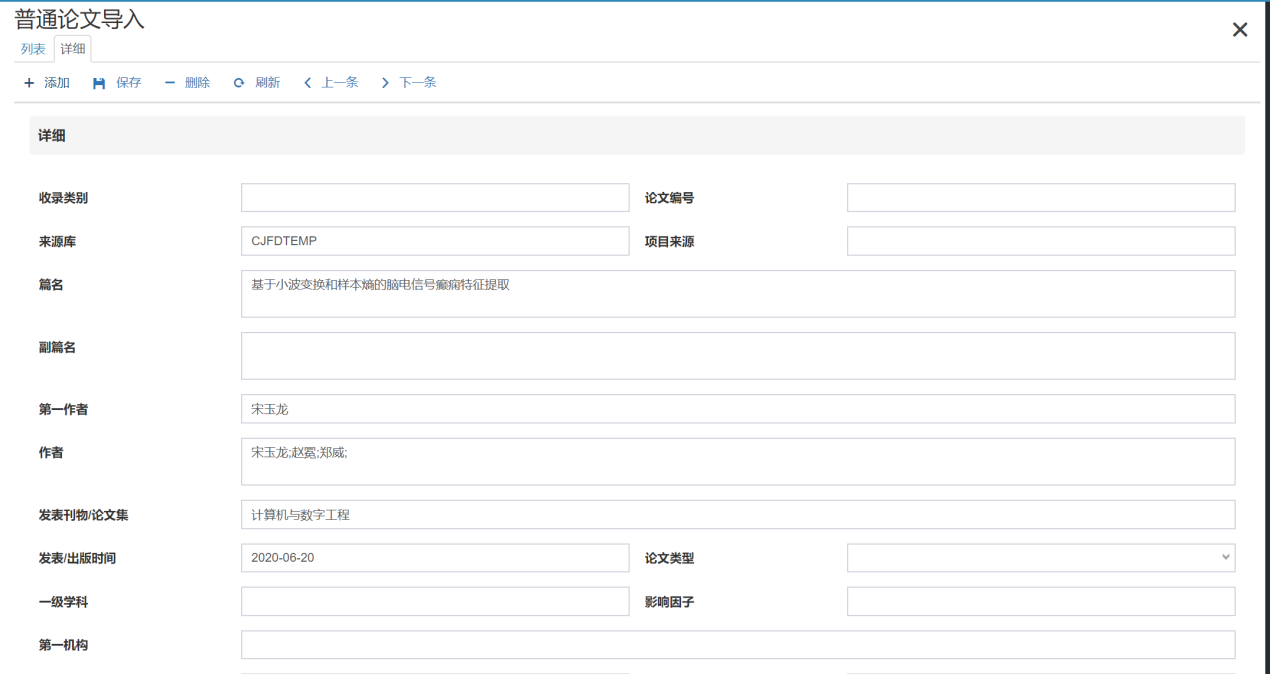 普通论文导入
列表 详细
添加 保存 删除 刷新 上一条 下一条
详细
收录类别 论文编号
来源库 CJFDTEMP 项目来源
篇名 基于小波变换和样本熵的脑电信号癫痫特征提取
副篇名
第一作者 宋玉龙
作者 宋玉龙;赵冕;郑威;
发表刊物/论文集 计算机与数字工程
发表/出版时间 2020-06-20 论文类型
一级学科 影响因子
第一机构